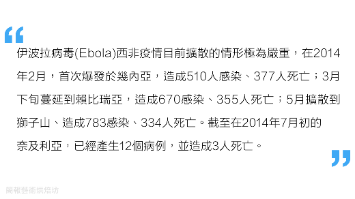 伊波拉病毒(Ebola)西非疫情目前擴散的情形極為嚴重，在2014
年2月，首次爆發於幾內亞，造成510人感染、377人死亡；3月
下旬蔓延到賴比瑞亞，造成670感染、355人死亡；5月擴散到
獅子山、造成783感染、334人死亡。截至在2014年7月初的
奈及利亞，已經產生12個病例，並造成3人死亡。